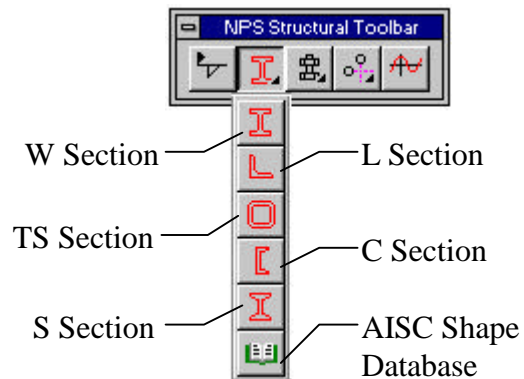 NPS Structural Toolbar
W Section
L Section
TS Section
C Section
S Section
AISC Shape
Database